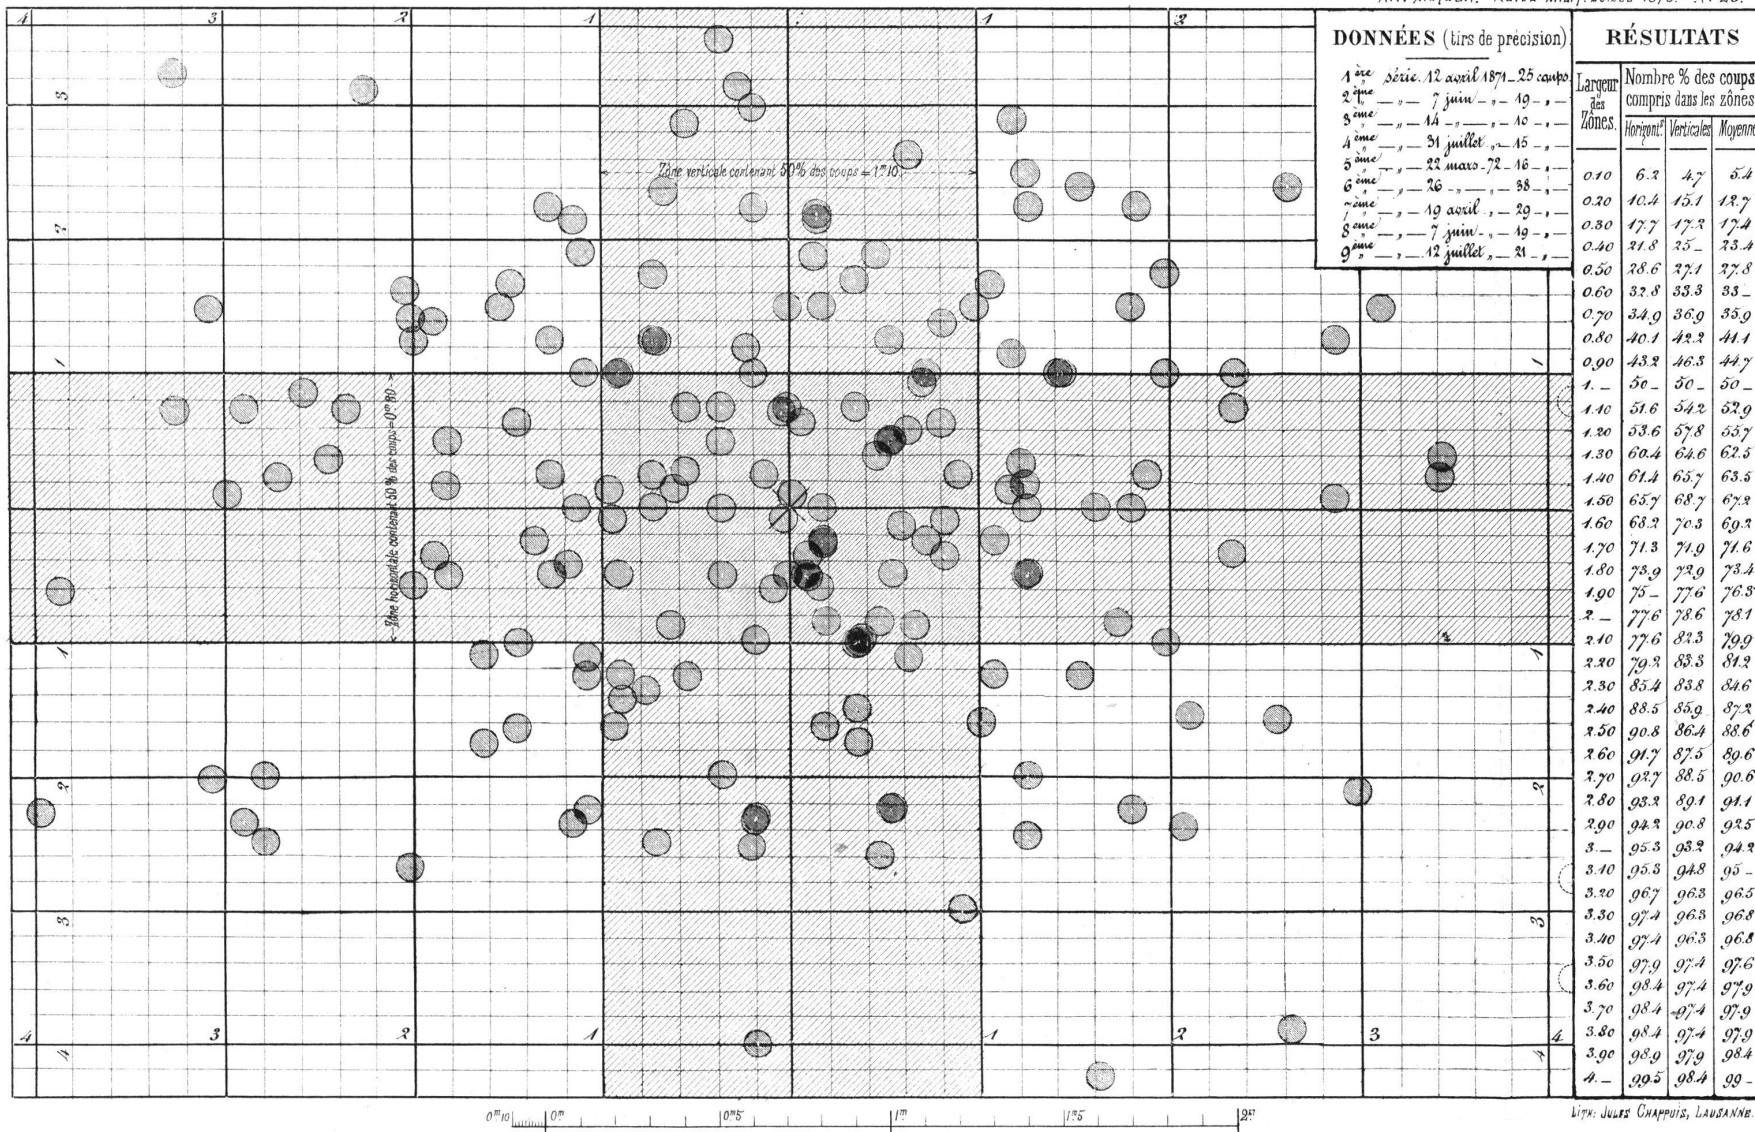 4 3 2 1 1 2
DONNÉES (tirs de précision)
1ère série. 12 avril 1871 _ 25 coups
2ème _ „ _ 7 juin _ „ _ 19 _ „ _
3ème _ „ _ 14 _ „ _ 10 _ „ _
4ème _ „ _ 31 juillet _ „ _ 15 _ „ _
5ème _ „ _ 22 mars _ 72 _ 16 _ „ _
6ème _ „ _ 26 _ „ _ 38 _ „ _
7ème _ „ _ 19 avril _ „ _ 29 _ „ _
8ème _ „ _ 7 juin _ „ _ 19 _ „ _
9ème _ „ _ 12 juillet _ „ _ 21 _ „ _
RÉSULTATS
Largeur des Zônes.
Nombre % des coups
compris dans les zônes
Horizont.s Verticales Moyenne
0.10 6.2 4.7 5.4
0.20 10.4 15.1 12.7
0.30 17.7 17.2 17.4
0.40 21.8 25_ 23.4
0.50 28.6 27.1 27.8
0.60 32.8 33.3 33_
0.70 34.9 36.9 35.9
0.80 40.1 42.2 41.1
0.90 43.2 46.3 44.7
1._ 50_ 50_ 50_
1.10 51.6 54.2 52.9
1.20 53.6 57.8 55.7
1.30 60.4 64.6 62.5
1.40 61.4 65.7 63.5
1.50 65.7 68.7 67.2
1.60 68.2 70.3 69.2
1.70 71.3 71.9 71.6
1.80 73.9 72.9 73.4
1.90 75_ 77.6 76.3
2._ 77.6 78.6 78.1
2.10 77.6 82.3 79.9
2.20 79.2 83.3 81.2
2.30 85.4 83.8 84.6
2.40 88.5 85.9 87.2
2.50 90.8 86.4 88.6
2.60 91.7 87.5 89.6
2.70 92.7 88.5 90.6
2.80 93.2 89.1 91.1
2.90 94.2 90.8 92.5
3._ 95.3 93.2 94.2
3.10 95.3 94.8 95_
3.20 96.7 96.3 96.5
3.30 97.4 96.3 96.8
3.40 97.4 96.3 96.8
3.50 97.9 97.4 97.6
3.60 98.4 97.4 97.9
3.70 98.4 97.4 97.9
3.80 98.4 97.4 97.9
3.90 98.9 97.9 98.4
4._ 99.5 98.4 99_
Zône verticale contenant 50% des coups = 1m10.
Zône horizontale contenant 50% des coups = 0m80
3
2
1 1
1 1
2 2
3 3
4 3 2 1 1 2 3 4
4 4
0m10 0m 0m5 1m 1m5 2m
LITH: JULES CHAPPUIS, LAUSANNE.